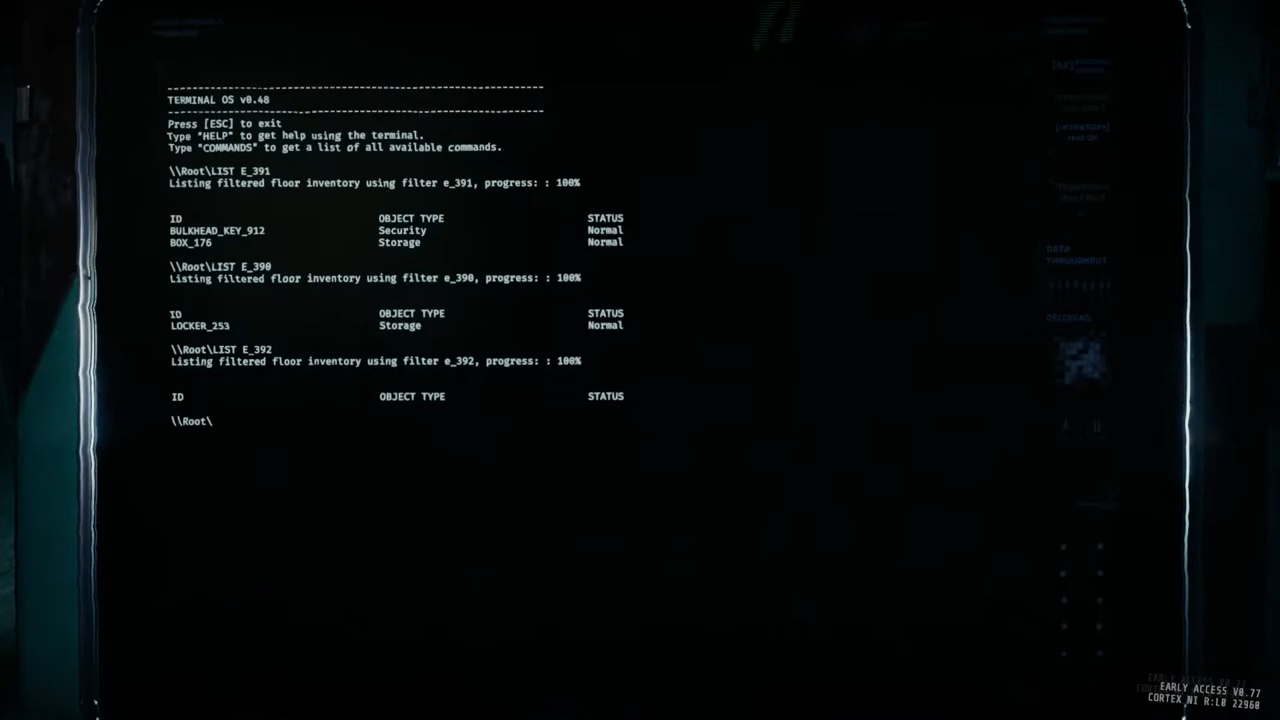 --------------------------------------------------------------
TERMINAL OS v0.48
--------------------------------------------------------------
Press [ESC] to exit
Type "HELP" to get help using the terminal.
Type "COMMANDS" to get a list of all available commands.
\\Root\LIST E_391
Listing filtered floor inventory using filter e_391, progress: : 100%
ID OBJECT TYPE STATUS
BULKHEAD_KEY_912 Security Normal
BOX_176 Storage Normal
\\Root\LIST E_390
Listing filtered floor inventory using filter e_390, progress: : 100%
ID OBJECT TYPE STATUS
LOCKER_253 Storage Normal
\\Root\LIST E_392
Listing filtered floor inventory using filter e_392, progress: : 100%
ID OBJECT TYPE STATUS
\\Root\
DATA
THROUGHPUT
DECODING
EARLY ACCESS V0.77
CORTEX_NI R:L0 22960